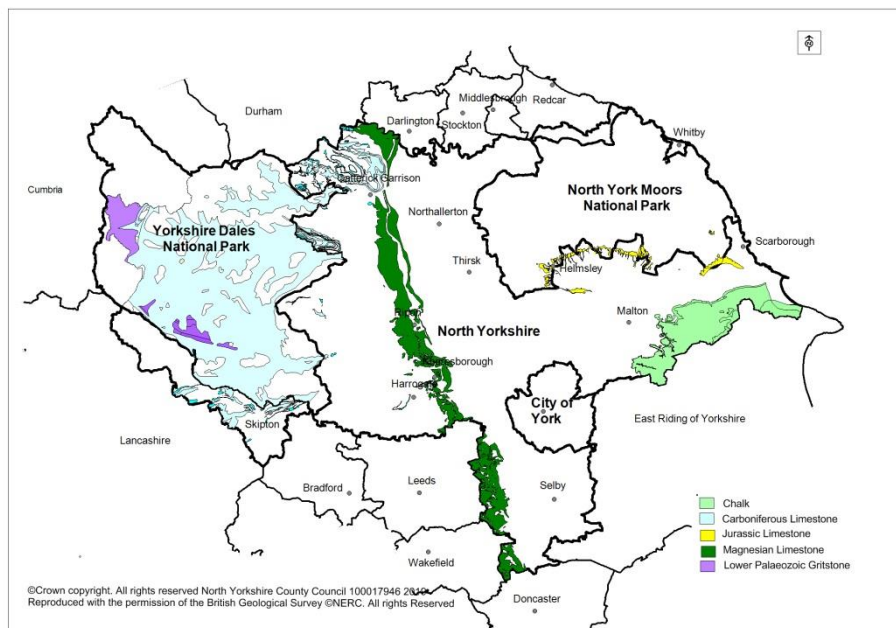 Middlesbrough
Redcar
Durham
Darlington
Stockton
Whitby
Cumbria
Catterick Garrison
North York Moors
National Park
Yorkshire Dales
National Park
Northallerton
Scarborough
Thirsk
Helmsley
Malton
Ripon
North Yorkshire
Knaresborough
Harrogate
City of
York
East Riding of Yorkshire
Skipton
Lancashire
Bradford
Leeds
Selby
Wakefield
Doncaster
Chalk
Carboniferous Limestone
Jurassic Limestone
Magnesian Limestone
Lower Palaeozoic Gritstone
©Crown copyright. All rights reserved North Yorkshire County Council 100017946
Reproduced with the permission of the British Geological Survey ©NERC. All rights Reserved